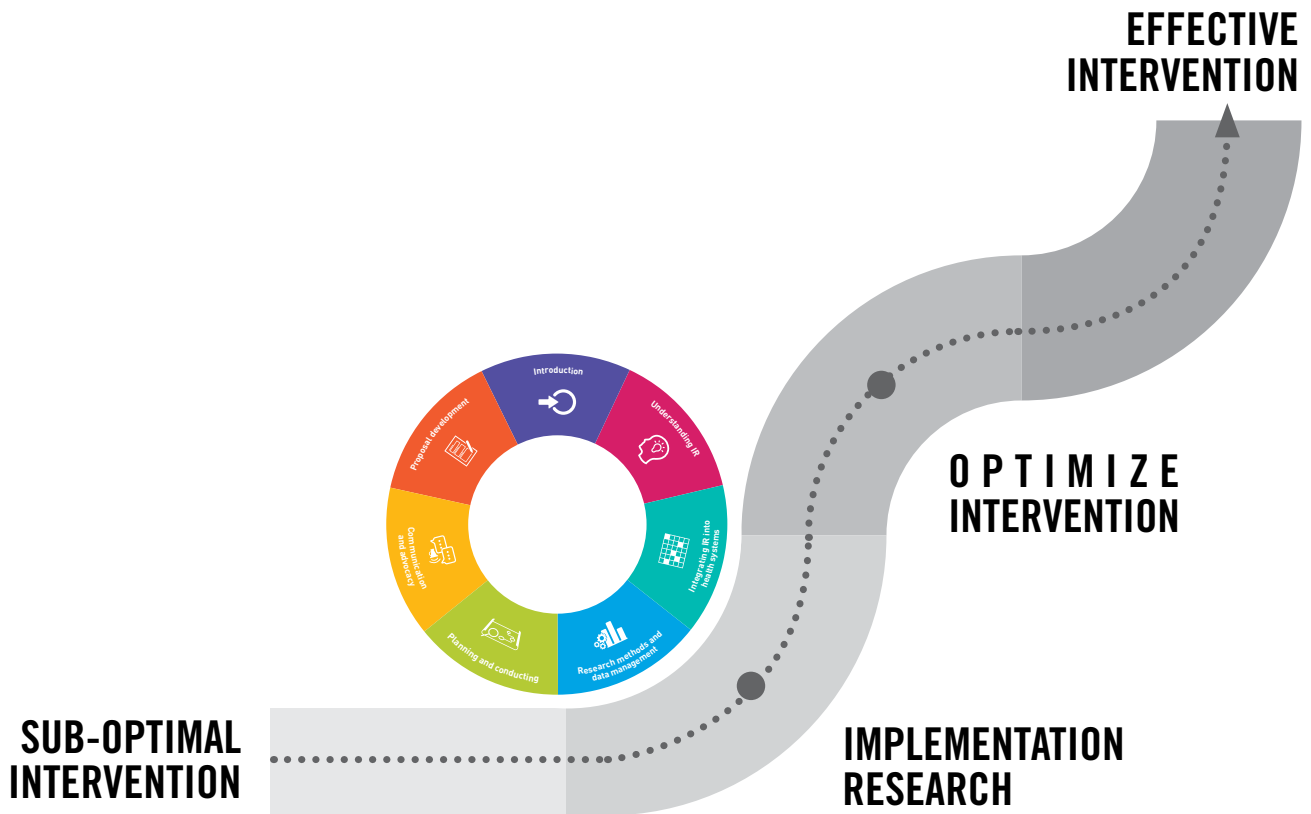 EFFECTIVE
INTERVENTION
Introduction
Understanding IR
Proposal development
Integrating IR into
health systems
Communication
and advocacy
Research methods and
data management
Planning and conducting
OPTIMIZE
INTERVENTION
SUB-OPTIMAL
INTERVENTION
IMPLEMENTATION
RESEARCH